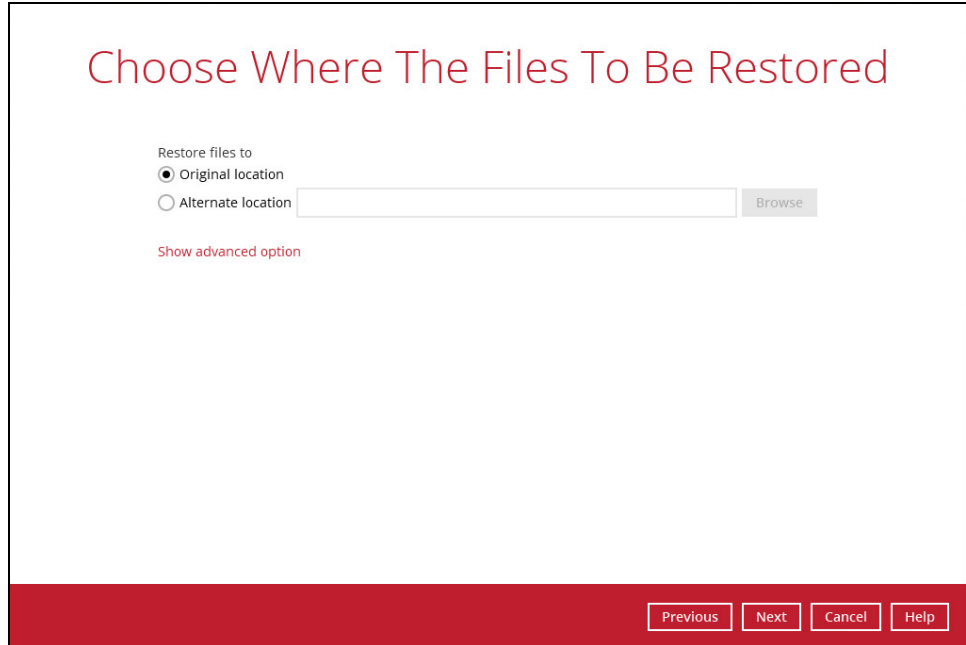 Choose Where The Files To Be Restored
Restore files to
Original location
Alternate location Browse
Show advanced option
Previous Next Cancel Help